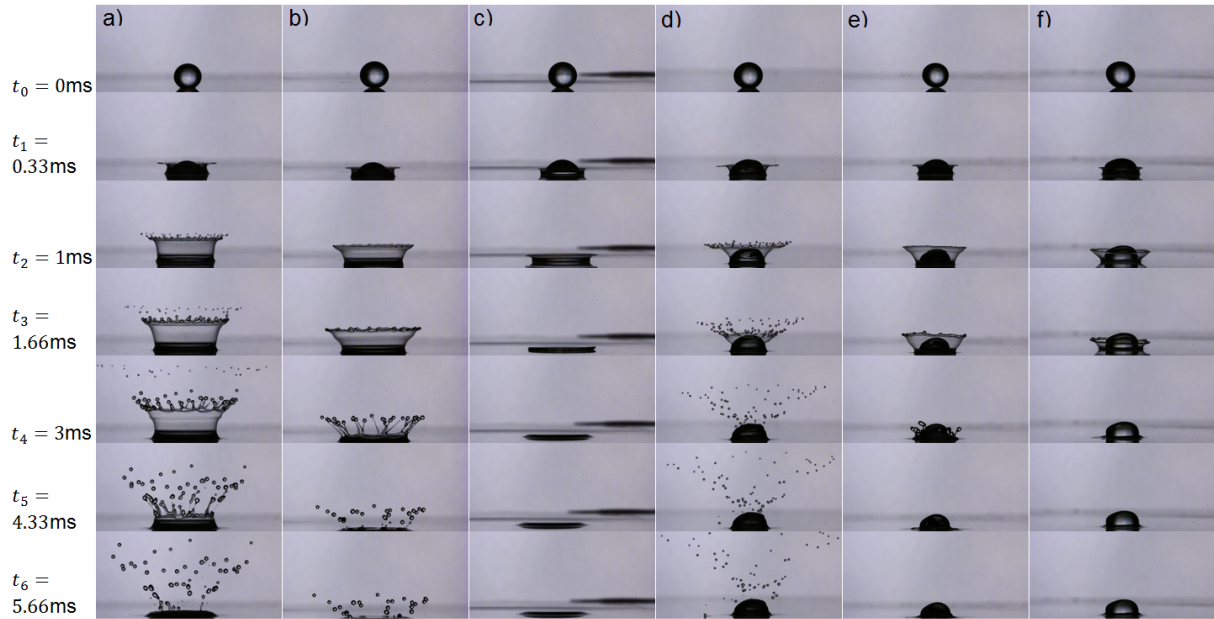 a) b) c) d) e) f)
t₀ = 0ms
t₁ =
0.33ms
t₂ = 1ms
t₃ =
1.66ms
t₄ = 3ms
t₅ =
4.33ms
t₆ =
5.66ms